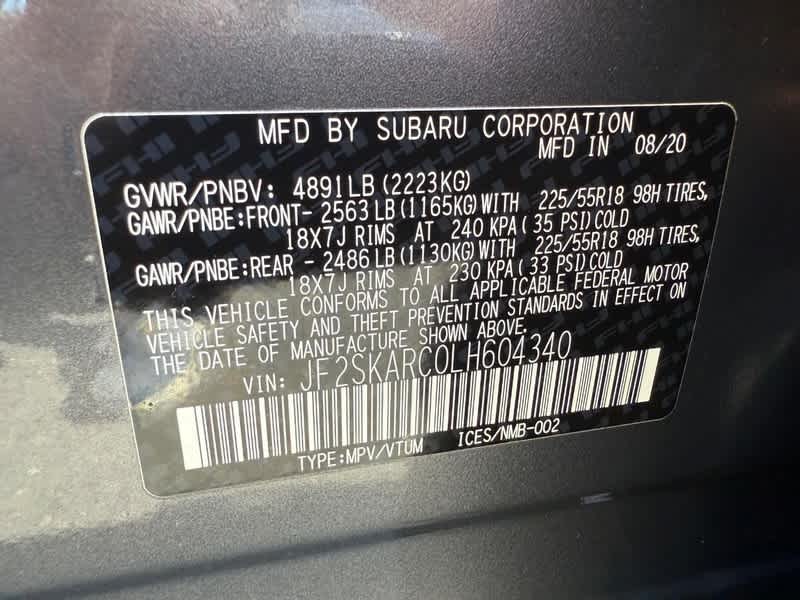 MFD BY SUBARU CORPORATION
MFD IN 08/20
GVWR/PNBV: 4891LB(2223KG)
GAWR/PNBE:FRONT- 2563LB(1165KG)WITH 225/55R18 98H TIRES,
18X7J RIMS AT 240 KPA( 35 PSI)COLD
GAWR/PNBE:REAR - 2486LB(1130KG)WITH 225/55R18 98H TIRES,
18X7J RIMS AT 230 KPA( 33 PSI)COLD
THIS VEHICLE CONFORMS TO ALL APPLICABLE FEDERAL MOTOR
VEHICLE SAFETY AND THEFT PREVENTION STANDARDS IN EFFECT ON
THE DATE OF MANUFACTURE SHOWN ABOVE.
VIN: JF2SKARC0LH604340
TYPE:MPV/VTUM ICES/NMB-002